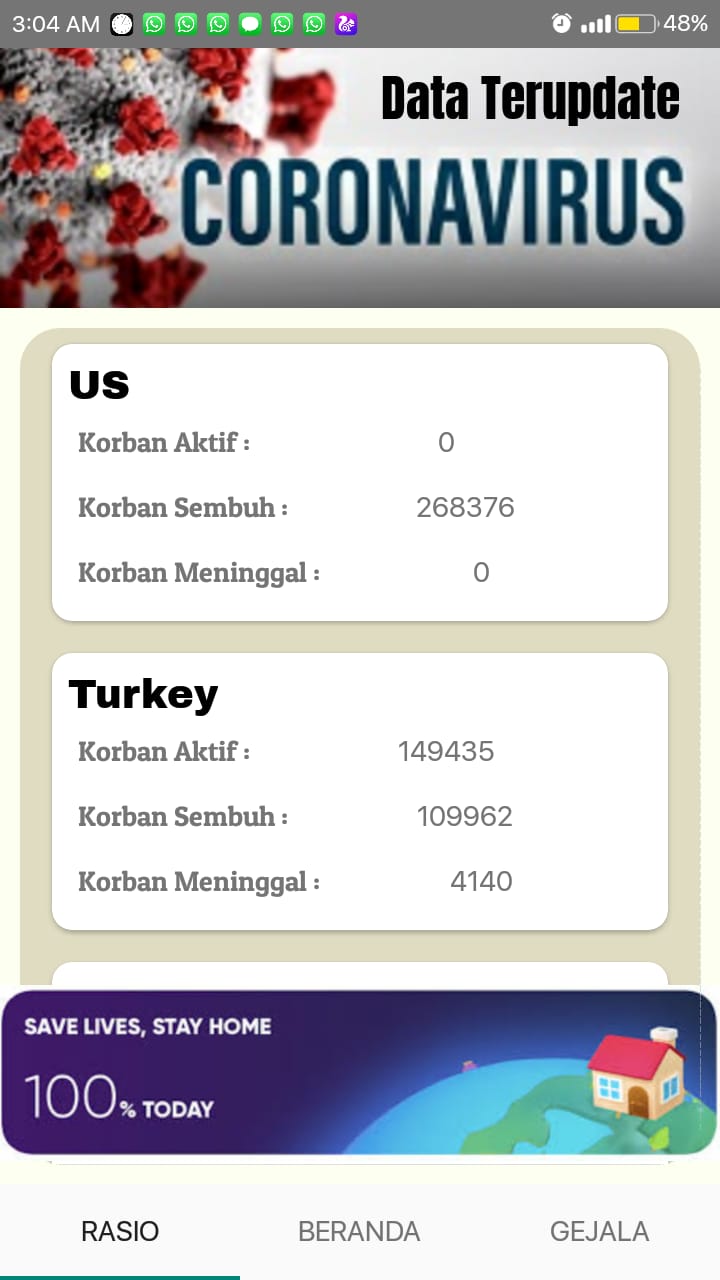 3:04 AM 48%
Data Terupdate
CORONAVIRUS
US
Korban Aktif : 0
Korban Sembuh : 268376
Korban Meninggal : 0
Turkey
Korban Aktif : 149435
Korban Sembuh : 109962
Korban Meninggal : 4140
SAVE LIVES, STAY HOME
100% TODAY
RASIO BERANDA GEJALA